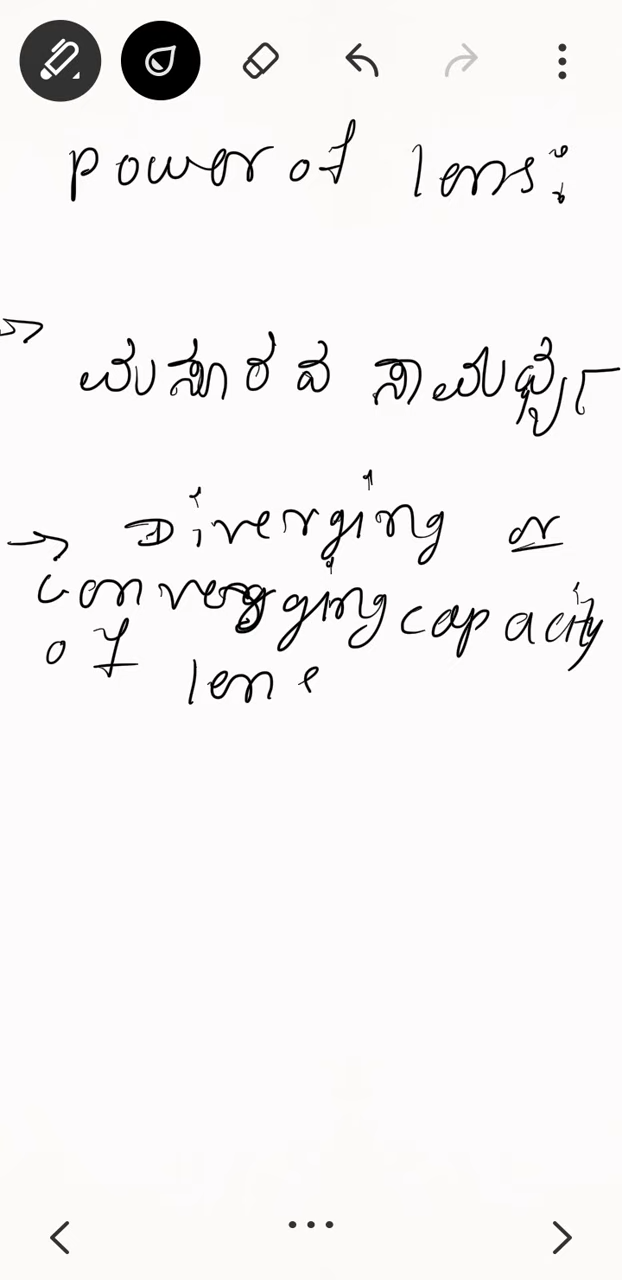 power of lens:
ಮಸೂರದ ಸಾಮರ್ಥ್ಯ
Diverging or
converging capacity
of lens